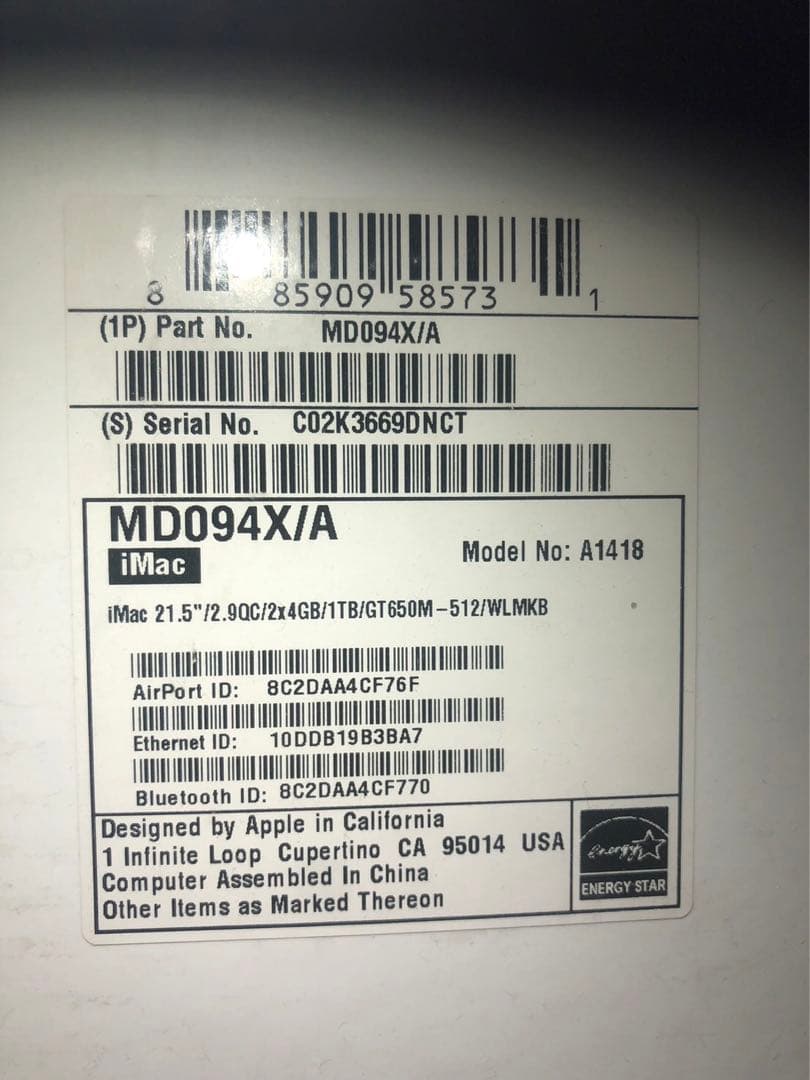 8 85909 58573 1
(1P) Part No. MD094X/A
(S) Serial No. C02K3669DNCT
MD094X/A
iMac
Model No: A1418
iMac 21.5"/2.9QC/2x4GB/1TB/GT650M-512/WLMKB
AirPort ID: 8C2DAA4CF76F
Ethernet ID: 10DDB19B3BA7
Bluetooth ID: 8C2DAA4CF770
Designed by Apple in California
1 Infinite Loop Cupertino CA 95014 USA
Computer Assembled In China
Other Items as Marked Thereon
Energy
ENERGY STAR